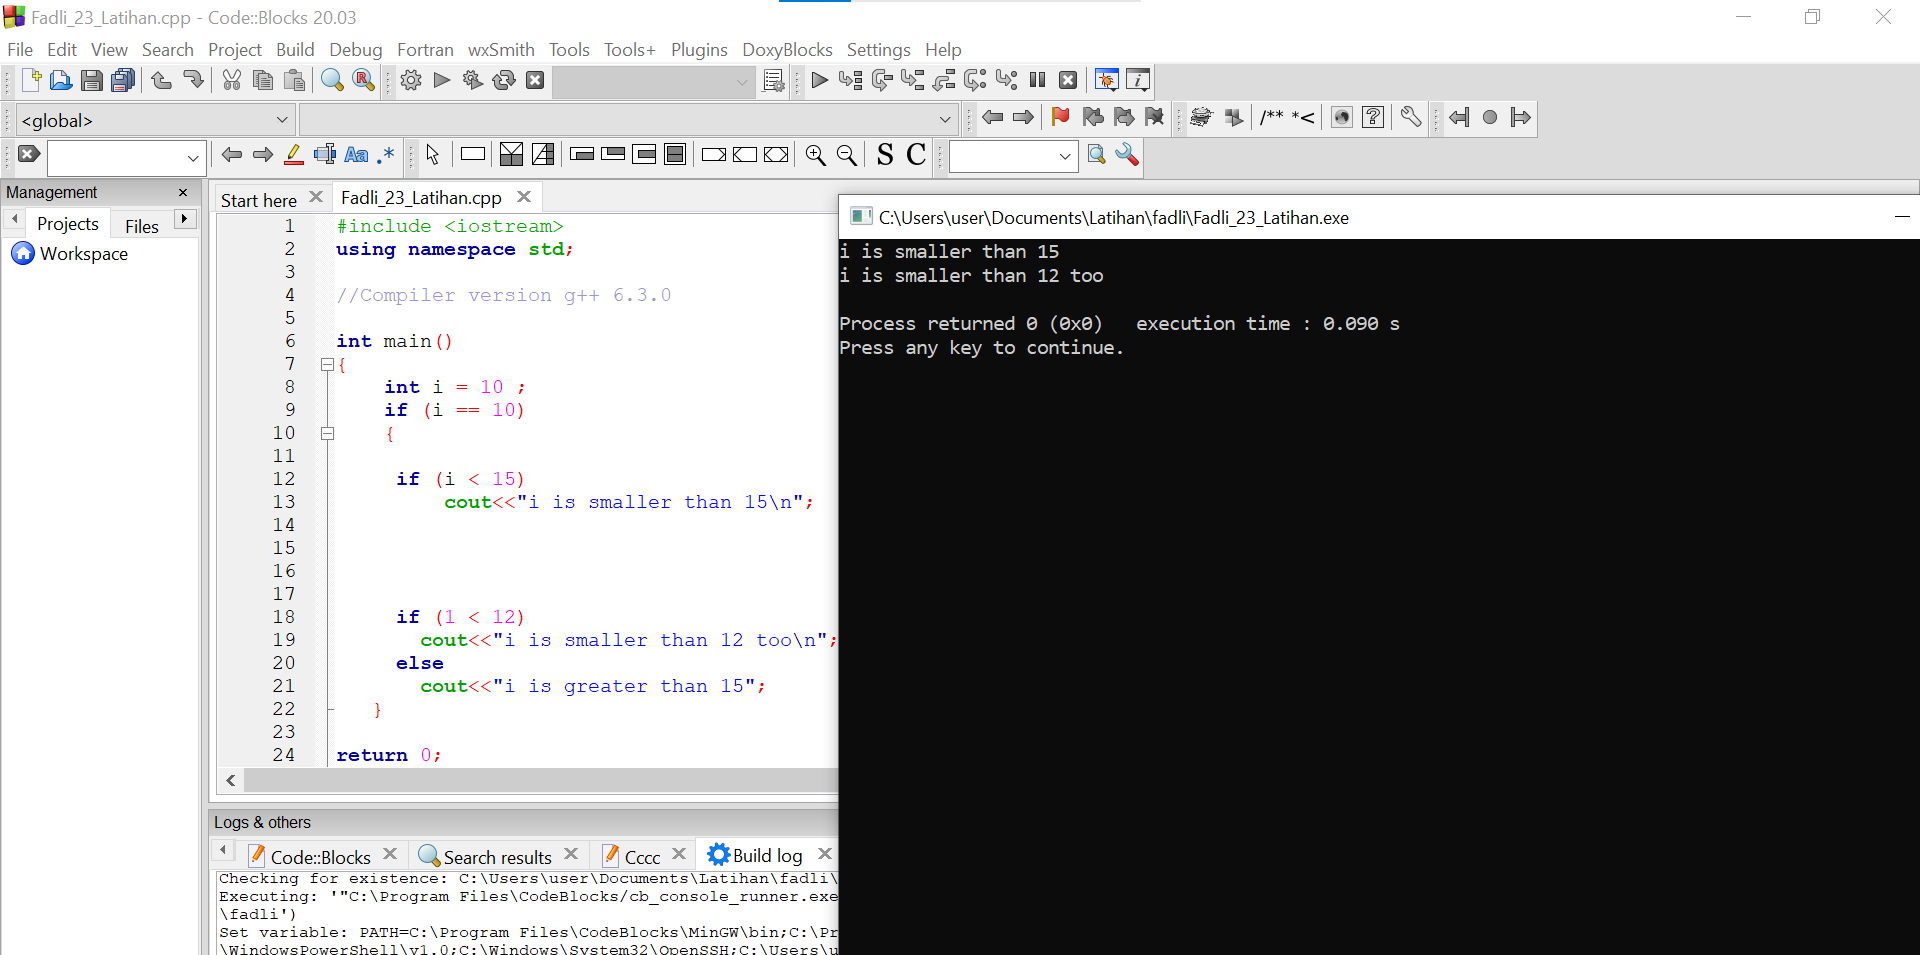 Fadli_23_Latihan.cpp - Code::Blocks 20.03
File Edit View Search Project Build Debug Fortran wxSmith Tools Tools+ Plugins DoxyBlocks Settings Help
<global>
/** *<
Aa .* S C
Management
Projects Files
Workspace
Start here Fadli_23_Latihan.cpp
1 #include <iostream>
2 using namespace std;
3
4 //Compiler version g++ 6.3.0
5
6 int main()
7 {
8 int i = 10 ;
9 if (i == 10)
10 {
11
12 if (i < 15)
13 cout<<"i is smaller than 15\n";
14
15
16
17
18 if (1 < 12)
19 cout<<"i is smaller than 12 too\n";
20 else
21 cout<<"i is greater than 15";
22 }
23
24 return 0;
C:\Users\user\Documents\Latihan\fadli\Fadli_23_Latihan.exe
i is smaller than 15
i is smaller than 12 too
Process returned 0 (0x0) execution time : 0.090 s
Press any key to continue.
Logs & others
Code::Blocks Search results Cccc Build log
Checking for existence: C:\Users\user\Documents\Latihan\fadli\
Executing: '"C:\Program Files\CodeBlocks/cb_console_runner.exe
\fadli')
Set variable: PATH=C:\Program Files\CodeBlocks\MinGW\bin;C:\Pr
\WindowsPowerShell\v1.0;C:\Windows\System32\OpenSSH;C:\Users\u